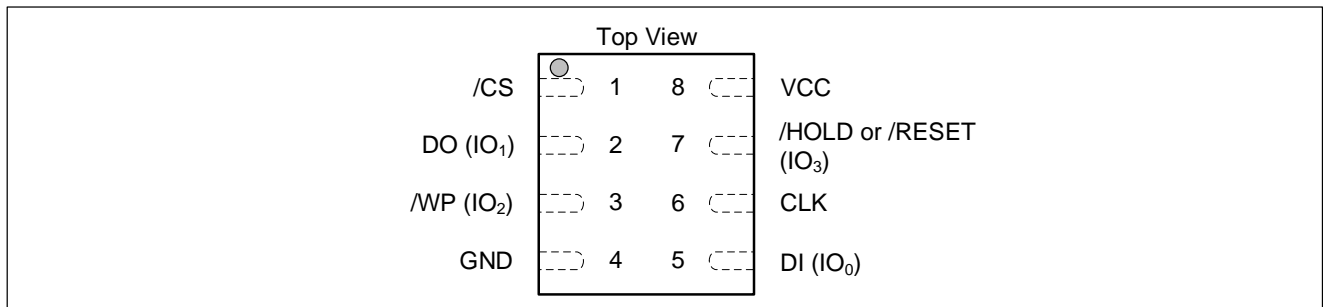 Top View
/CS 1 8 VCC
DO (IO₁) 2 7 /HOLD or /RESET
(IO₃)
/WP (IO₂) 3 6 CLK
GND 4 5 DI (IO₀)